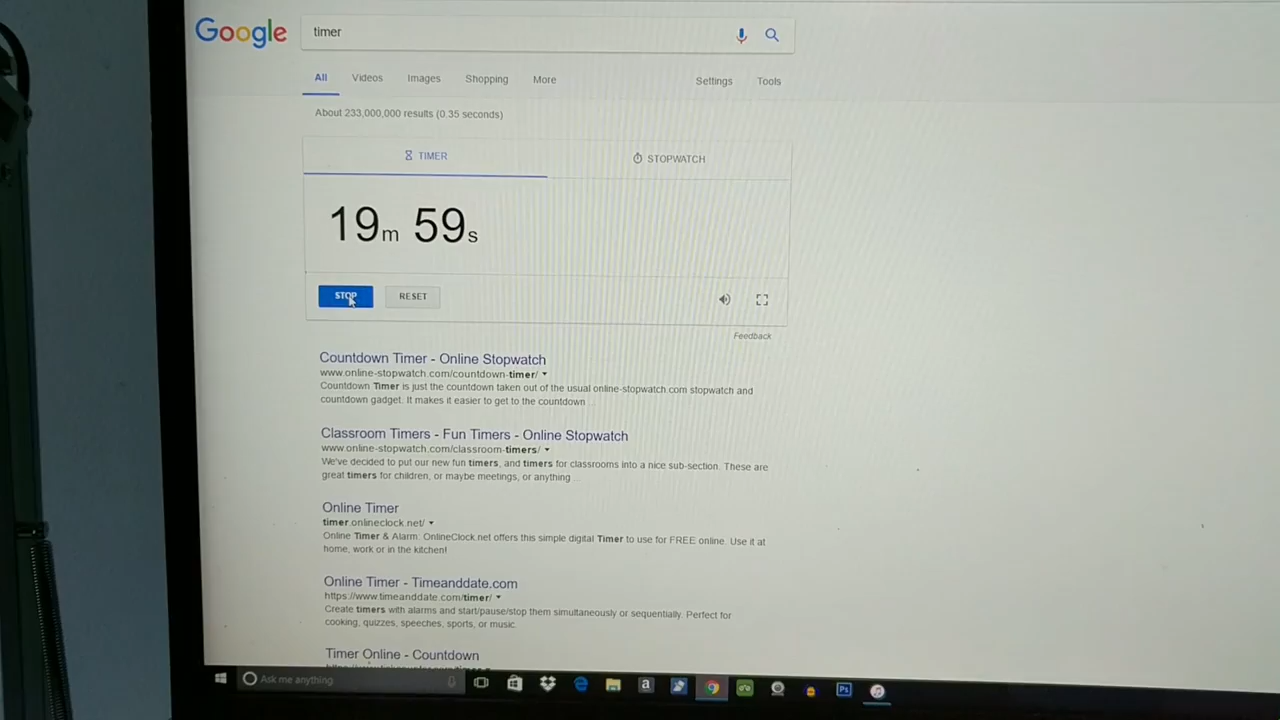 Google timer
All Videos Images Shopping More Settings Tools
About 233,000,000 results (0.35 seconds)
TIMER STOPWATCH
19m 59s
STOP RESET
Feedback
Countdown Timer - Online Stopwatch
www.online-stopwatch.com/countdown-timer/
Countdown Timer is just the countdown taken out of the usual online-stopwatch.com stopwatch and
countdown gadget. It makes it easier to get to the countdown ...
Classroom Timers - Fun Timers - Online Stopwatch
www.online-stopwatch.com/classroom-timers/
We've decided to put our new fun timers, and timers for classrooms into a nice sub-section. These are
great timers for children, or maybe meetings, or anything ...
Online Timer
timer.onlineclock.net/
Online Timer & Alarm: OnlineClock.net offers this simple digital Timer to use for FREE online. Use it at
home, work or in the kitchen!
Online Timer - Timeanddate.com
https://www.timeanddate.com/timer/
Create timers with alarms and start/pause/stop them simultaneously or sequentially. Perfect for
cooking, quizzes, speeches, sports, or music.
Timer Online - Countdown
Ask me anything
a
Ps